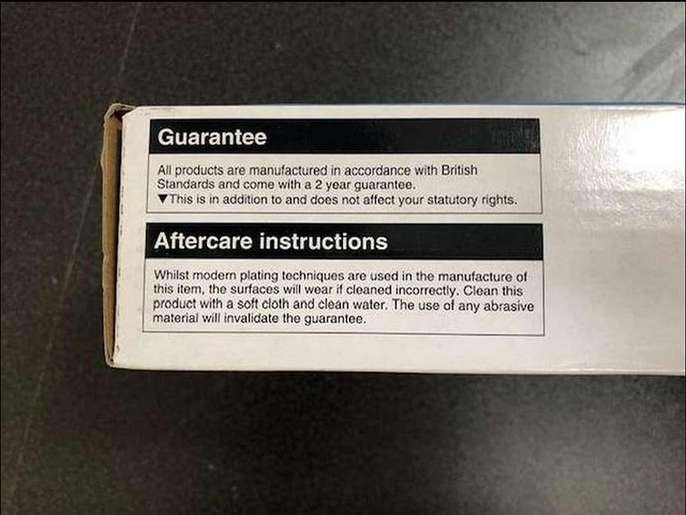 Guarantee
All products are manufactured in accordance with British
Standards and come with a 2 year guarantee.
▼This is in addition to and does not affect your statutory rights.
Aftercare instructions
Whilst modern plating techniques are used in the manufacture of
this item, the surfaces will wear if cleaned incorrectly. Clean this
product with a soft cloth and clean water. The use of any abrasive
material will invalidate the guarantee.